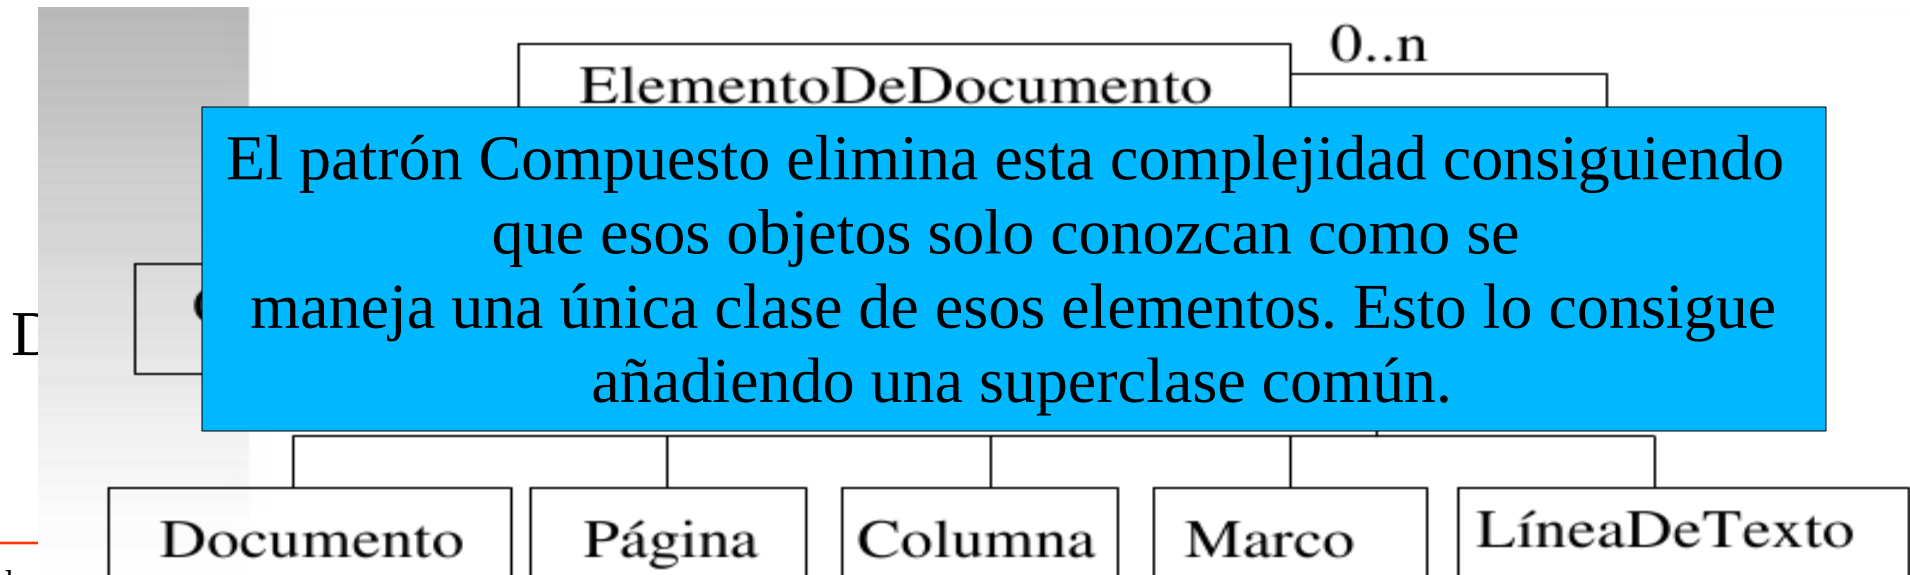 0..n
ElementoDeDocumento
El patrón Compuesto elimina esta complejidad consiguiendo
que esos objetos solo conozcan como se
maneja una única clase de esos elementos. Esto lo consigue
añadiendo una superclase común.
Documento Página Columna Marco LíneaDeTexto